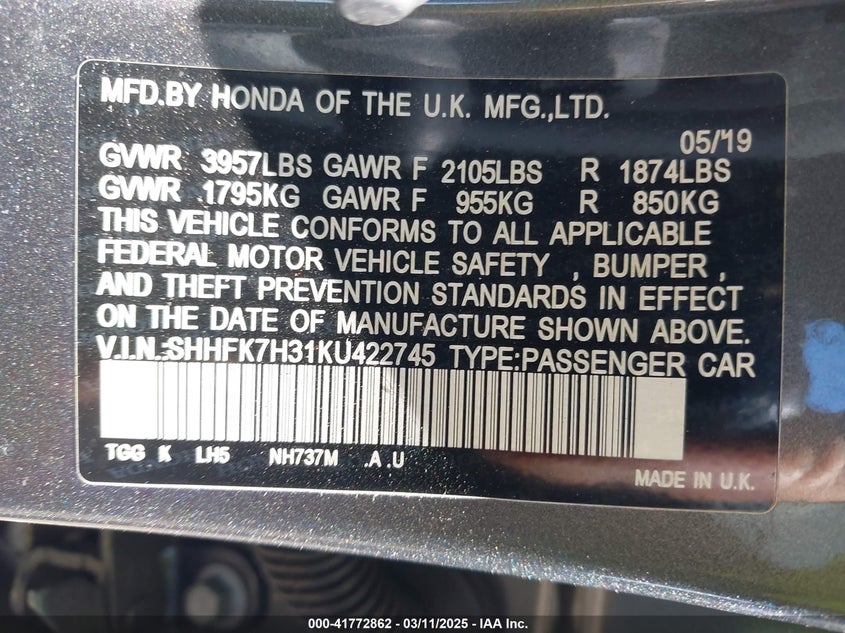 MFD.BY HONDA OF THE U.K. MFG.,LTD.
05/19
GVWR 3957LBS GAWR F 2105LBS R 1874LBS
GVWR 1795KG GAWR F 955KG R 850KG
THIS VEHICLE CONFORMS TO ALL APPLICABLE
FEDERAL MOTOR VEHICLE SAFETY , BUMPER ,
AND THEFT PREVENTION STANDARDS IN EFFECT
ON THE DATE OF MANUFACTURE SHOWN ABOVE.
V.I.N.:SHHFK7H31KU422745 TYPE:PASSENGER CAR
TGG K LH5 NH737M .A .U
MADE IN U.K.
000-41772862 - 03/11/2025 - IAA Inc.